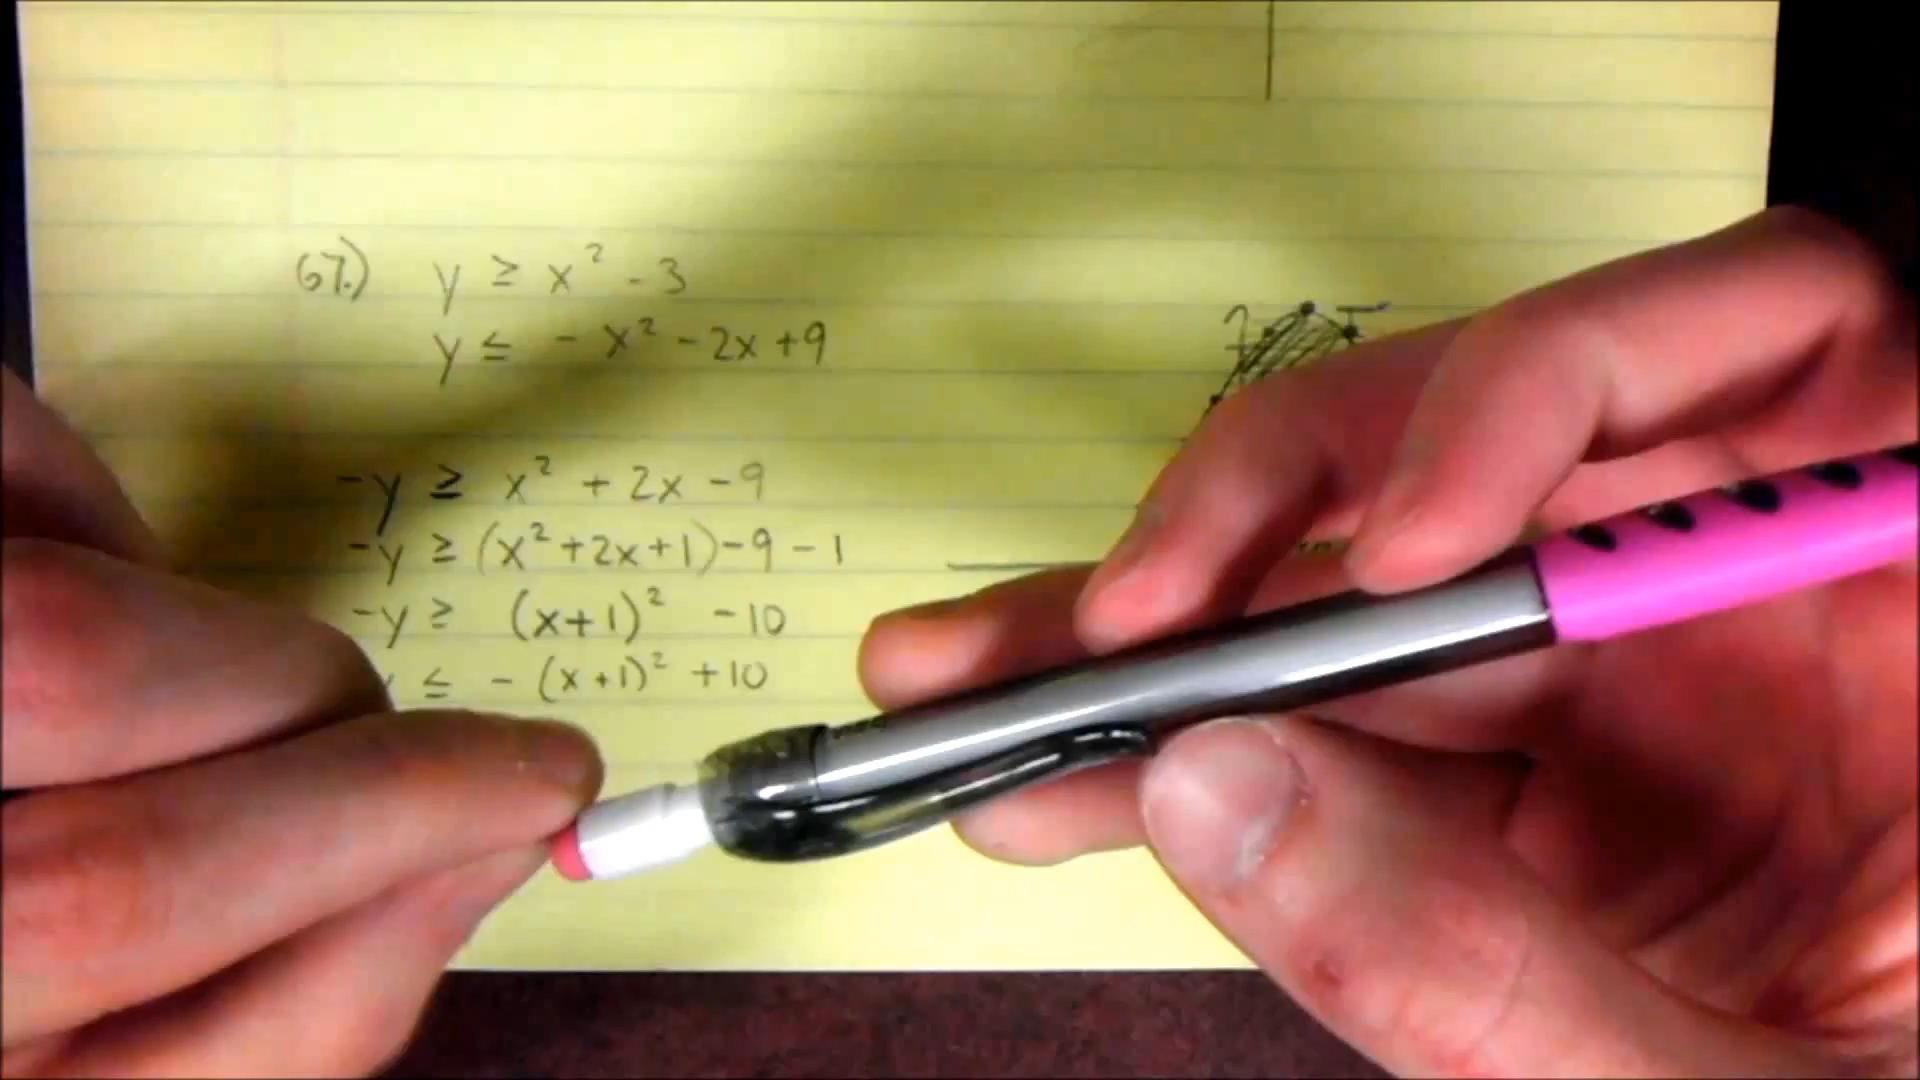 67.) y ≥ x² - 3
y ≤ - x² - 2x + 9
-y ≥ x² + 2x - 9
-y ≥ (x² + 2x + 1) - 9 - 1
-y ≥ (x+1)² - 10
y ≤ - (x+1)² + 10